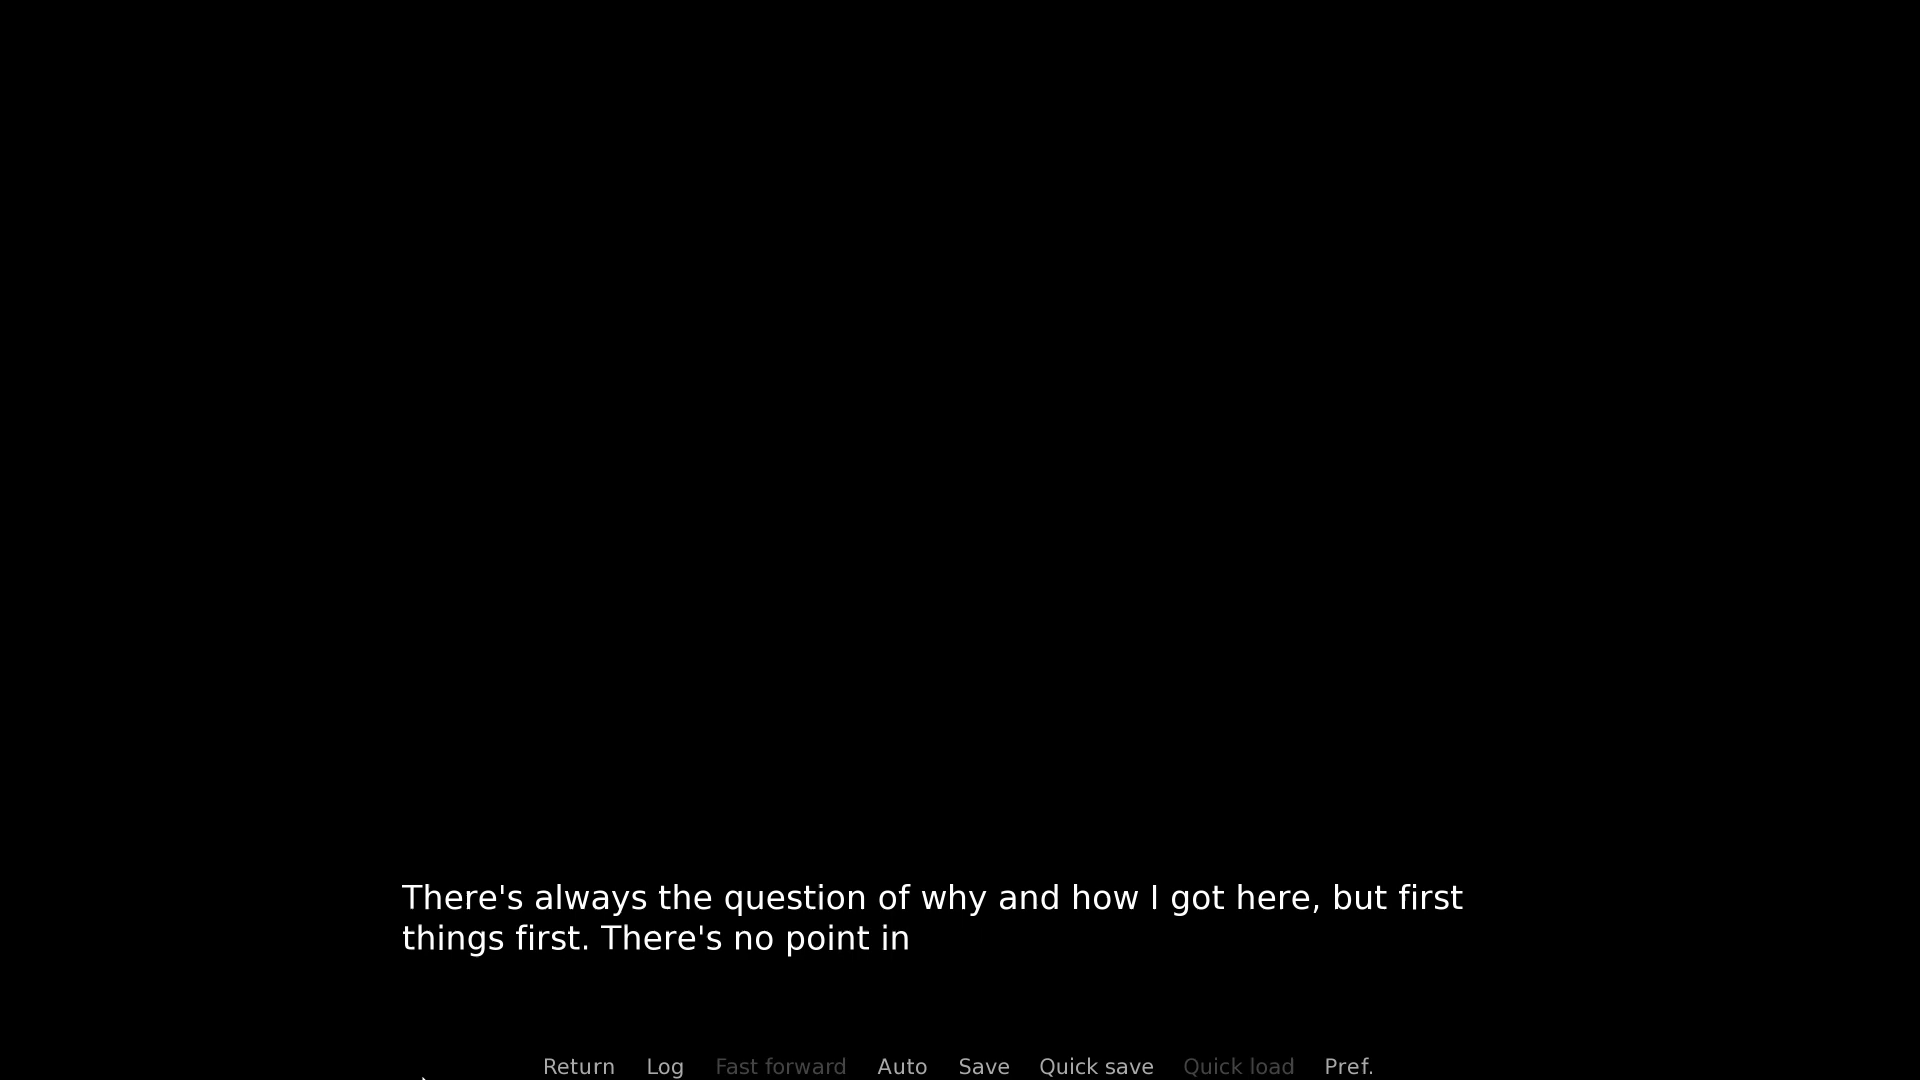 There's always the question of why and how I got here, but first
things first. There's no point in
Return Log Fast forward Auto Save Quick save Quick load Pref.